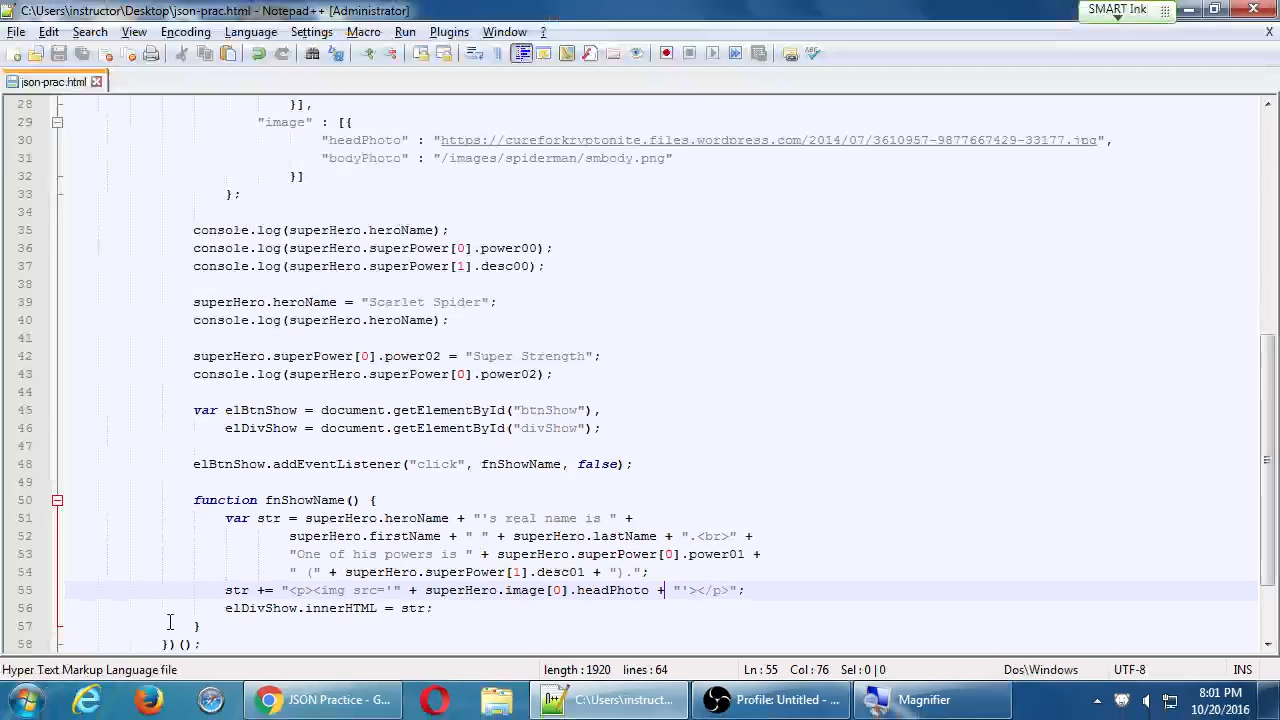 C:\Users\instructor\Desktop\json-prac.html - Notepad++ [Administrator]
SMART Ink
File Edit Search View Encoding Language Settings Macro Run Plugins Window ? X
json-prac.html
28 }],
29 "image" : [{
30 "headPhoto" : "https://cureforkryptonite.files.wordpress.com/2014/07/3610957-9877667429-33177.jpg",
31 "bodyPhoto" : "/images/spiderman/smbody.png"
32 }]
33 };
34
35 console.log(superHero.heroName);
36 console.log(superHero.superPower[0].power00);
37 console.log(superHero.superPower[1].desc00);
38
39 superHero.heroName = "Scarlet Spider";
40 console.log(superHero.heroName);
41
42 superHero.superPower[0].power02 = "Super Strength";
43 console.log(superHero.superPower[0].power02);
44
45 var elBtnShow = document.getElementById("btnShow"),
46 elDivShow = document.getElementById("divShow");
47
48 elBtnShow.addEventListener("click", fnShowName, false);
49
50 function fnShowName() {
51 var str = superHero.heroName + "'s real name is " +
52 superHero.firstName + " " + superHero.lastName + ".<br>" +
53 "One of his powers is " + superHero.superPower[0].power01 +
54 " (" + superHero.superPower[1].desc01 + ").";
55 str += "<p><img src='" + superHero.image[0].headPhoto + "'></p>";
56 elDivShow.innerHTML = str;
57 }
58 })();
Hyper Text Markup Language file length : 1920 lines : 64 Ln : 55 Col : 76 Sel : 0 | 0 Dos\Windows UTF-8 INS
JSON Practice - G...
C:\Users\instruct...
Profile: Untitled - ...
Magnifier
8:01 PM
10/20/2016